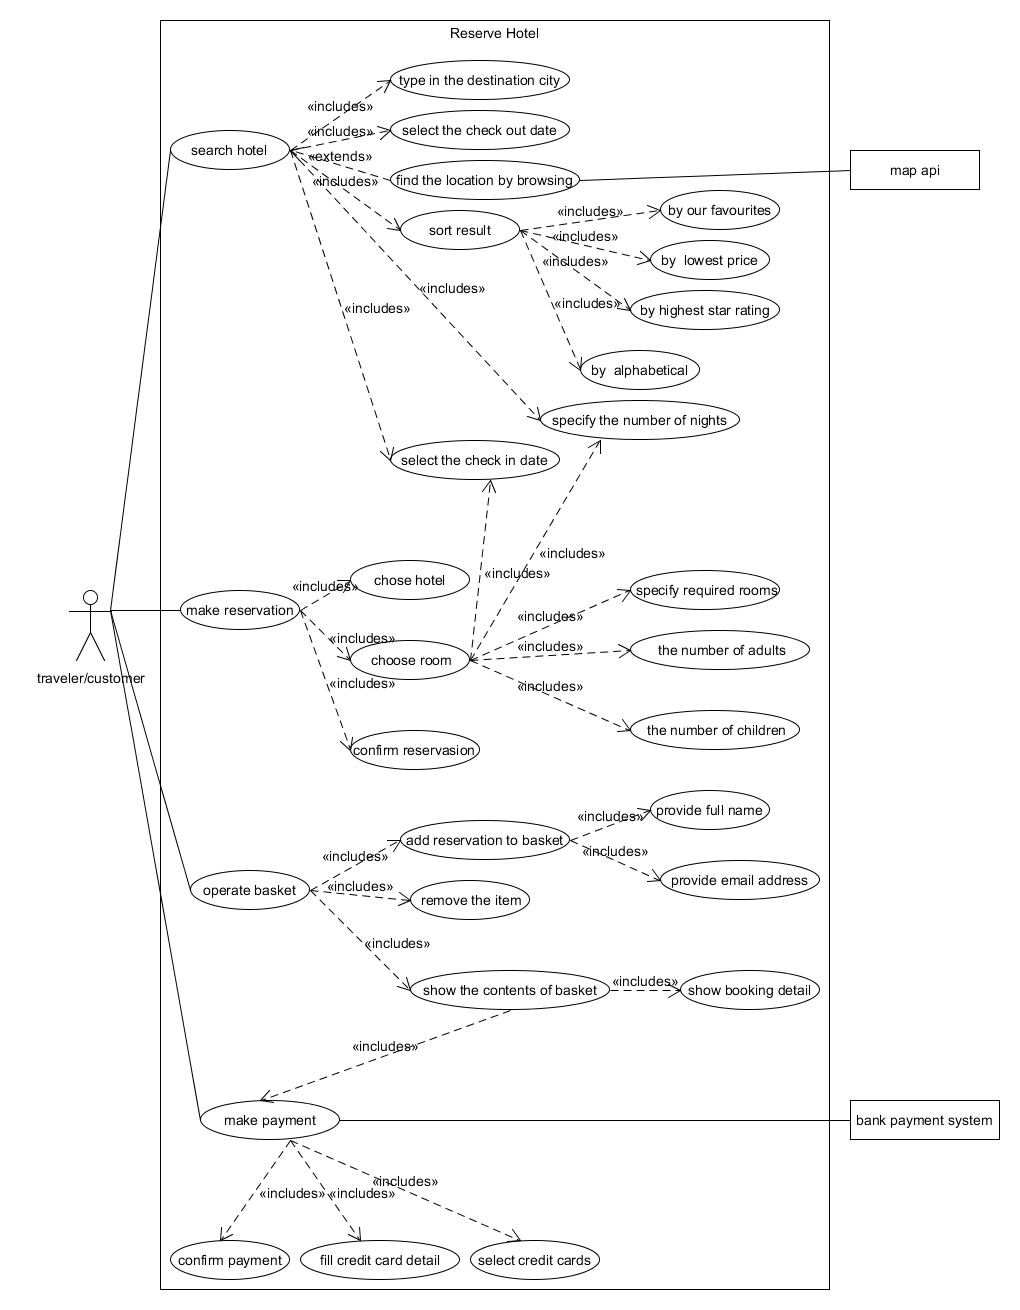 Reserve Hotel
type in the destination city
«includes»
«includes»
select the check out date
search hotel
«extends»
find the location by browsing
map api
«includes»
sort result
«includes»
by our favourites
«includes»
by  lowest price
«includes»
«includes»
by highest star rating
«includes»
«includes»
by  alphabetical
specify the number of nights
select the check in date
«includes»
«includes»
chose hotel
«includes»
specify required rooms
make reservation
«includes»
«includes»
choose room
«includes»
the number of adults
traveler/customer
«includes»
«includes»
the number of children
confirm reservasion
provide full name
«includes»
add reservation to basket
«includes»
«includes»
provide email address
operate basket
«includes»
remove the item
«includes»
show the contents of basket
«includes»
show booking detail
«includes»
make payment
bank payment system
«includes»
«includes»
«includes»
confirm payment
fill credit card detail
select credit cards